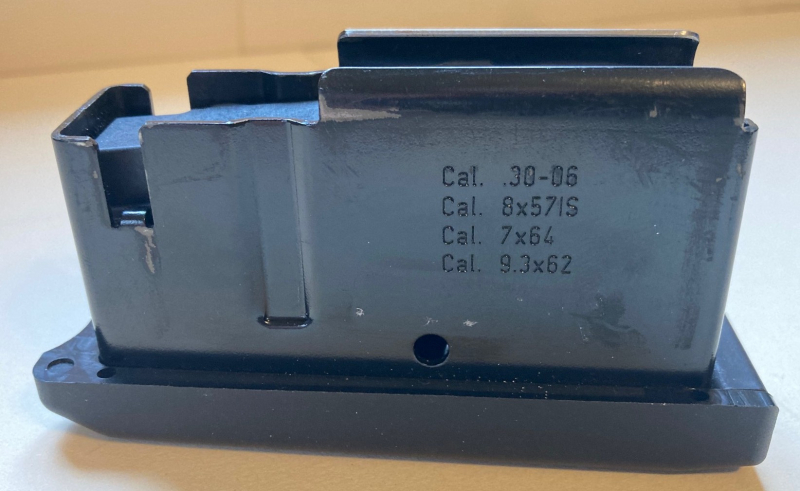 Cal. .30-06
Cal. 8x57IS
Cal. 7x64
Cal. 9.3x62